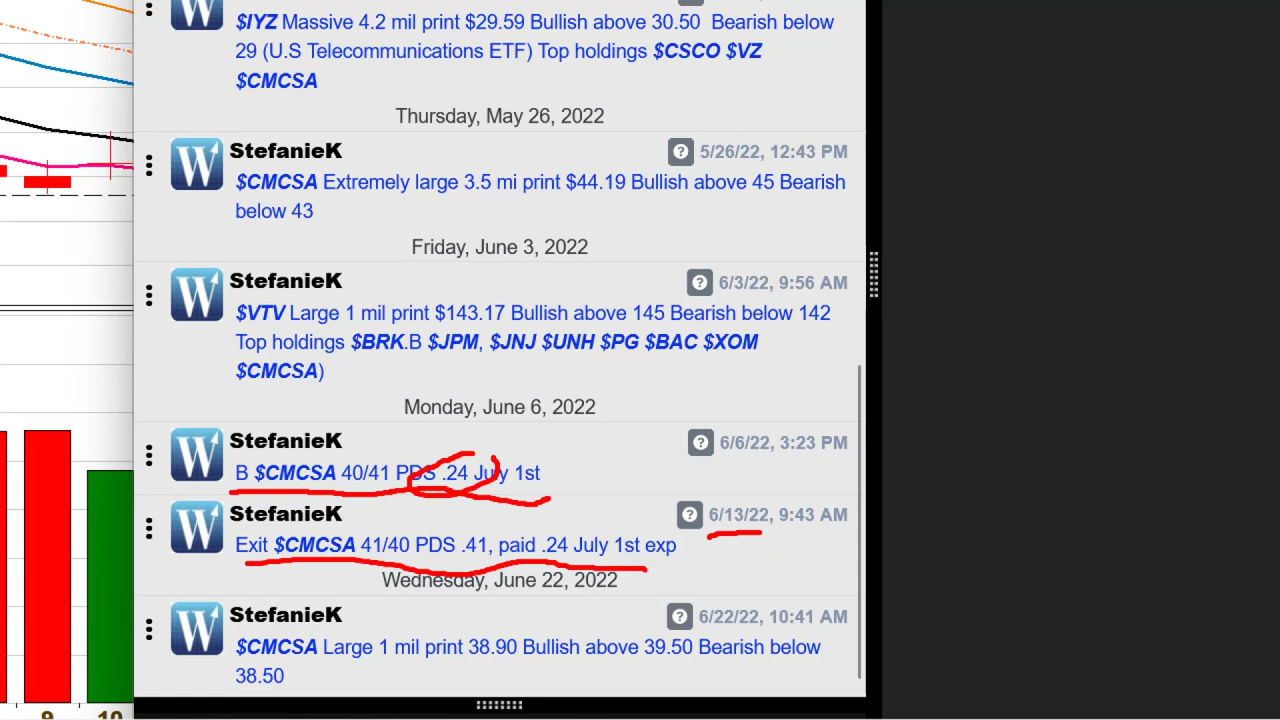 $IYZ Massive 4.2 mil print $29.59 Bullish above 30.50 Bearish below
29 (U.S Telecommunications ETF) Top holdings $CSCO $VZ
$CMCSA
Thursday, May 26, 2022
StefanieK 5/26/22, 12:43 PM
$CMCSA Extremely large 3.5 mi print $44.19 Bullish above 45 Bearish
below 43
Friday, June 3, 2022
StefanieK 6/3/22, 9:56 AM
$VTV Large 1 mil print $143.17 Bullish above 145 Bearish below 142
Top holdings $BRK.B $JPM, $JNJ $UNH $PG $BAC $XOM
$CMCSA)
Monday, June 6, 2022
StefanieK 6/6/22, 3:23 PM
B $CMCSA 40/41 PDS .24 July 1st
StefanieK 6/13/22, 9:43 AM
Exit $CMCSA 41/40 PDS .41, paid .24 July 1st exp
Wednesday, June 22, 2022
StefanieK 6/22/22, 10:41 AM
$CMCSA Large 1 mil print 38.90 Bullish above 39.50 Bearish below
38.50
9 10